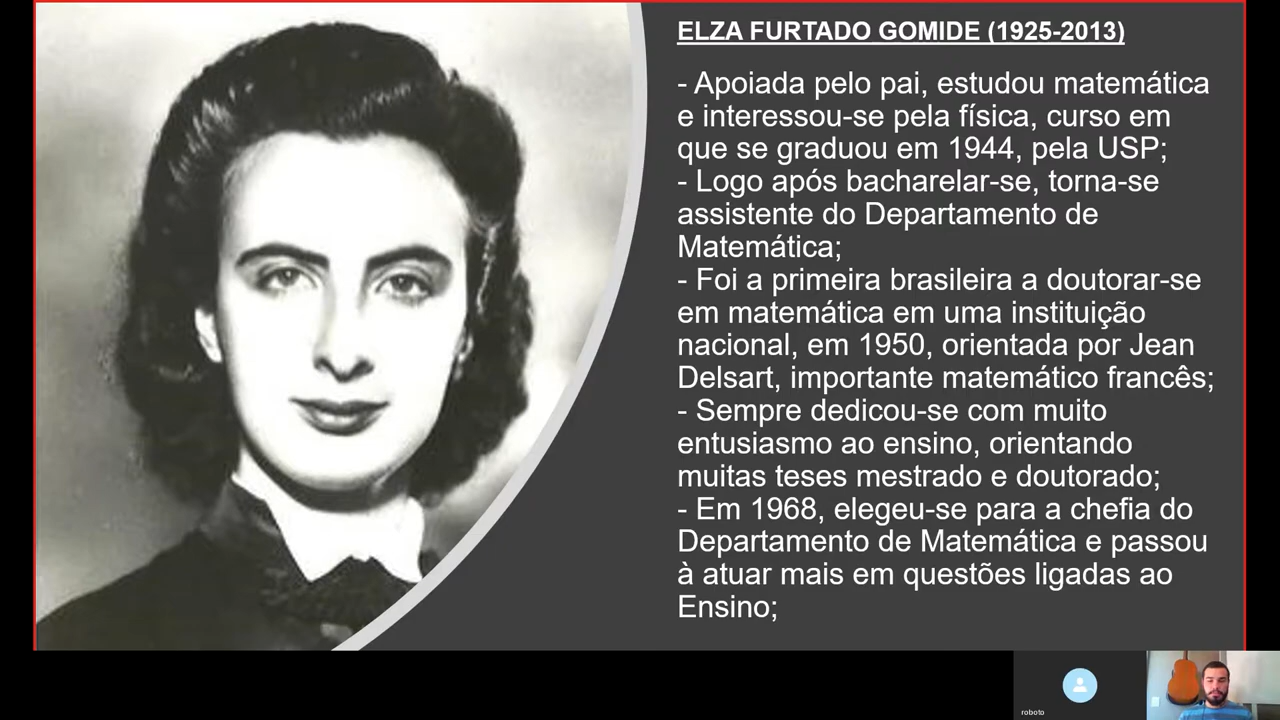 ELZA FURTADO GOMIDE (1925-2013)
- Apoiada pelo pai, estudou matemática
e interessou-se pela física, curso em
que se graduou em 1944, pela USP;
- Logo após bacharelar-se, torna-se
assistente do Departamento de
Matemática;
- Foi a primeira brasileira a doutorar-se
em matemática em uma instituição
nacional, em 1950, orientada por Jean
Delsart, importante matemático francês;
- Sempre dedicou-se com muito
entusiasmo ao ensino, orientando
muitas teses mestrado e doutorado;
- Em 1968, elegeu-se para a chefia do
Departamento de Matemática e passou
à atuar mais em questões ligadas ao
Ensino;
roboto